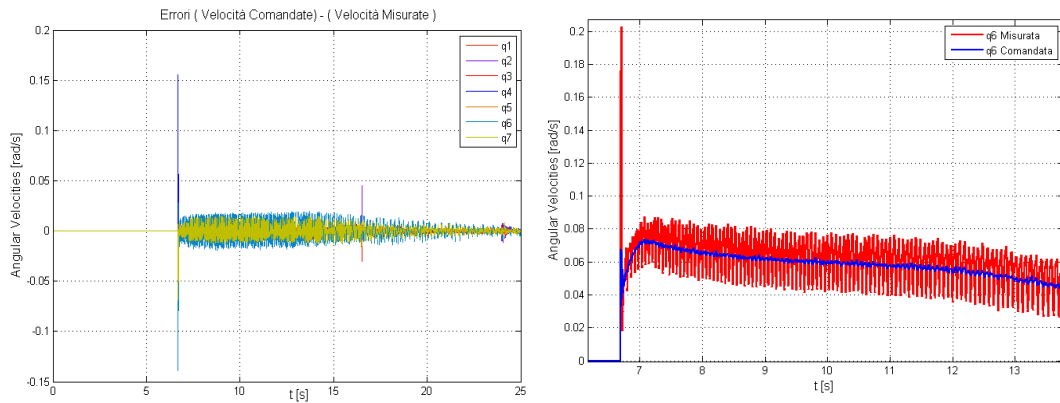 Errori ( Velocità Comandate) - ( Velocità Misurate )
0.2
0.15
0.1
0.05
0
-0.05
-0.1
-0.15
0
5
10
15
20
25
Angular Velocities [rad/s]
t [s]
q1
q2
q3
q4
q5
q6
q7
0.2
0.18
0.16
0.14
0.12
0.1
0.08
0.06
0.04
0.02
0
7
8
9
10
11
12
13
Angular Velocities [rad/s]
t [s]
q6 Misurata
q6 Comandata